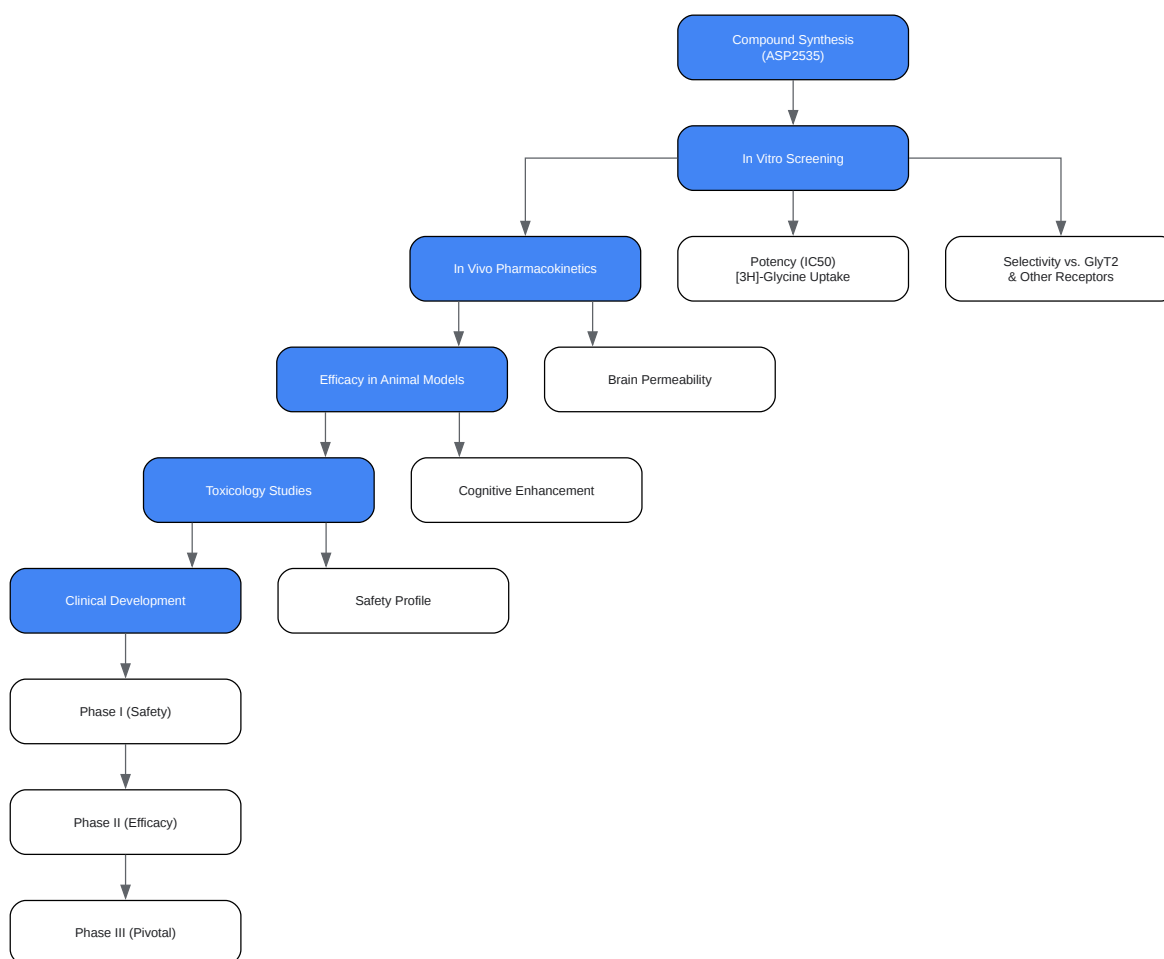 Compound Synthesis
(ASP2535)
In Vitro Screening
In Vivo Pharmacokinetics
Potency (IC50)
[3H]-Glycine Uptake
Selectivity vs. GlyT2
& Other Receptors
Efficacy in Animal Models
Brain Permeability
Toxicology Studies
Cognitive Enhancement
Clinical Development
Safety Profile
Phase I (Safety)
Phase II (Efficacy)
Phase III (Pivotal)